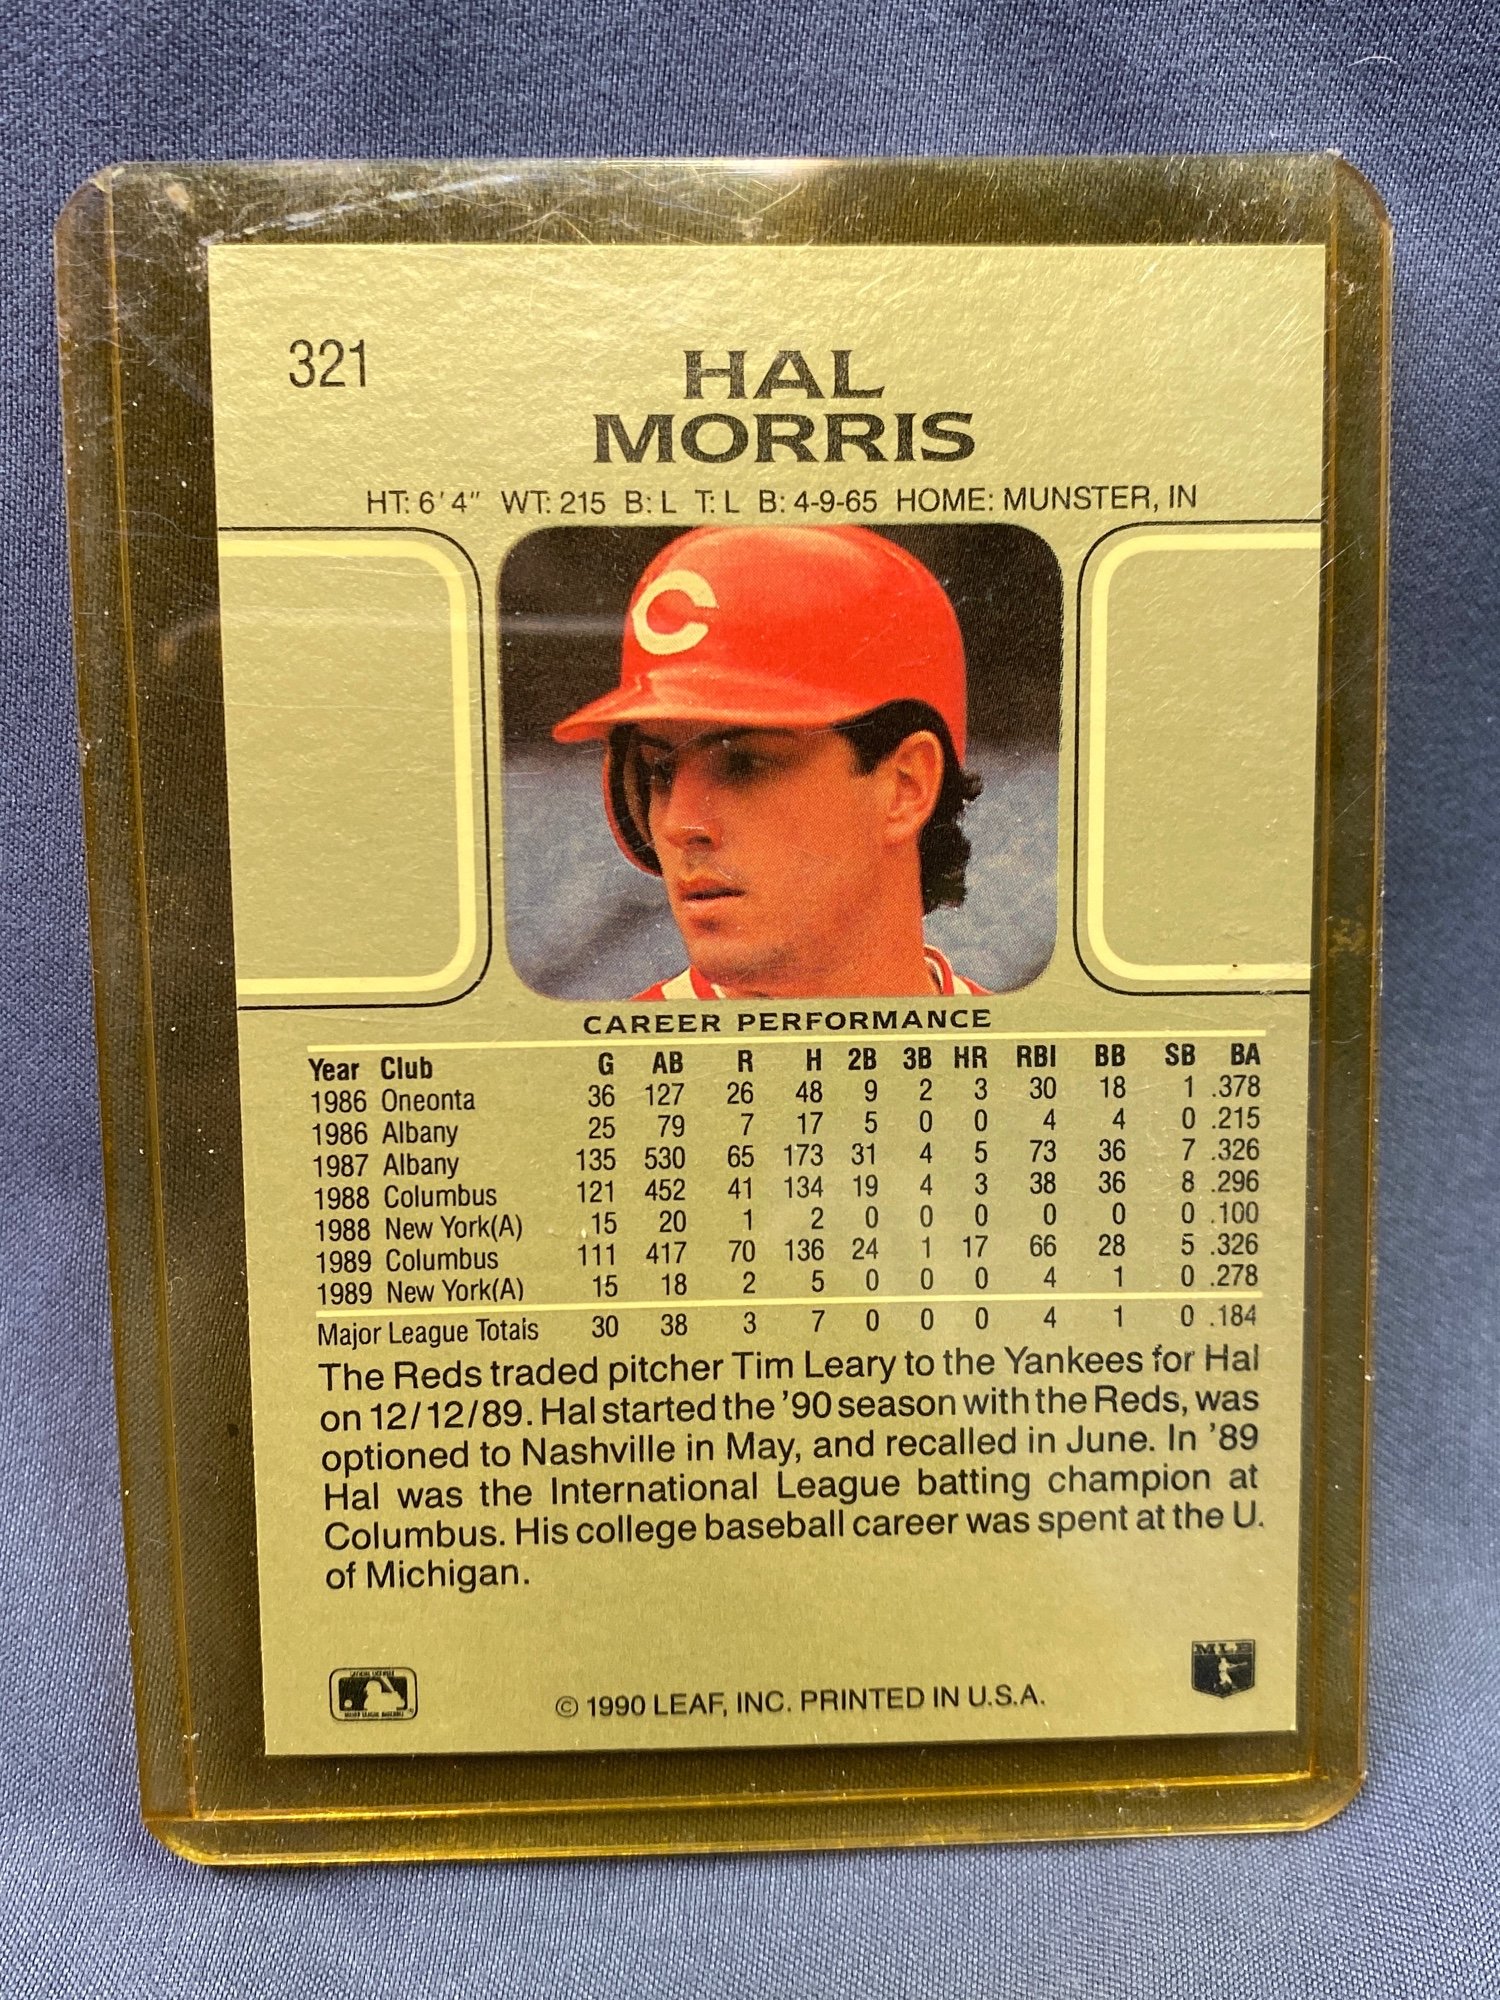 321
HAL
MORRIS
HT: 6' 4" WT: 215 B: L T: L B: 4-9-65 HOME: MUNSTER, IN
C
CAREER PERFORMANCE
Year Club G AB R H 2B 3B HR RBI BB SB BA
1986 Oneonta 36 127 26 48 9 2 3 30 18 1 .378
1986 Albany 25 79 7 17 5 0 0 4 4 0 .215
1987 Albany 135 530 65 173 31 4 5 73 36 7 .326
1988 Columbus 121 452 41 134 19 4 3 38 36 8 .296
1988 New York(A) 15 20 1 2 0 0 0 0 0 0 .100
1989 Columbus 111 417 70 136 24 1 17 66 28 5 .326
1989 New York(A) 15 18 2 5 0 0 0 4 1 0 .278
Major League Totals 30 38 3 7 0 0 0 4 1 0 .184
The Reds traded pitcher Tim Leary to the Yankees for Hal
on 12/12/89. Hal started the '90 season with the Reds, was
optioned to Nashville in May, and recalled in June. In '89
Hal was the International League batting champion at
Columbus. His college baseball career was spent at the U.
of Michigan.
MLB
© 1990 LEAF, INC. PRINTED IN U.S.A.